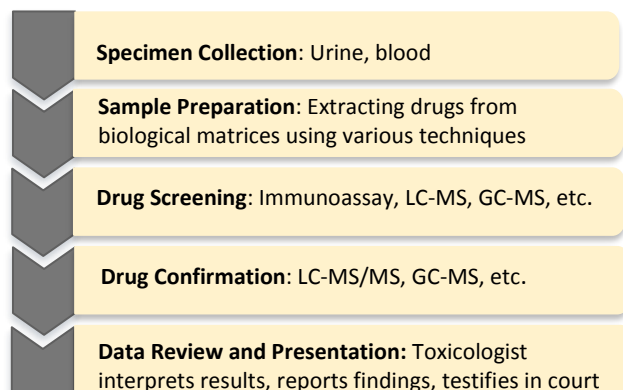 Specimen Collection: Urine, blood
Sample Preparation: Extracting drugs from
biological matrices using various techniques
Drug Screening: Immunoassay, LC-MS, GC-MS, etc.
Drug Confirmation: LC-MS/MS, GC-MS, etc.
Data Review and Presentation: Toxicologist
interprets results, reports findings, testifies in court